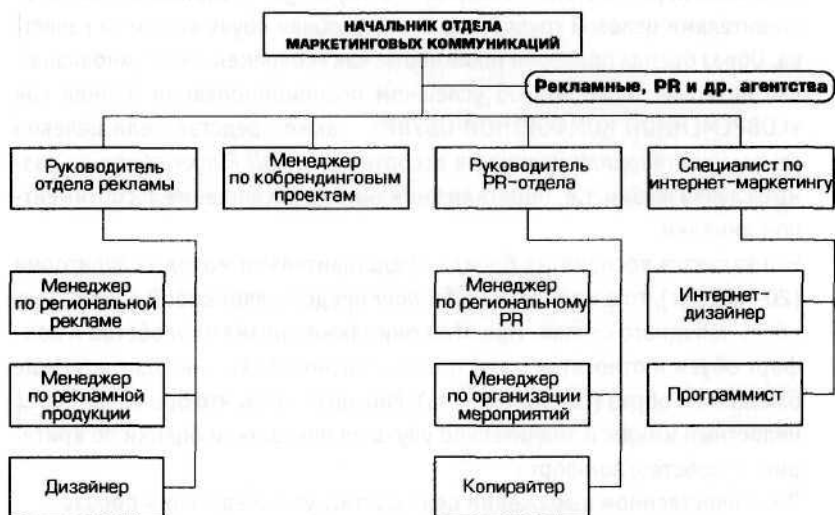 НАЧАЛЬНИК ОТДЕЛА
МАРКЕТИНГОВЫХ КОММУНИКАЦИЙ
Рекламные, PR и др. агентства
Руководитель
отдела рекламы
Менеджер
по кобрендинговым
проектам
Руководитель
PR-отдела
Специалист по
интернет-маркетингу
Менеджер
по региональной
рекламе
Менеджер
по региональному
PR
Интернет-
дизайнер
Менеджер
по рекламной
продукции
Менеджер
по организации
мероприятий
Программист
Дизайнер
Копирайтер